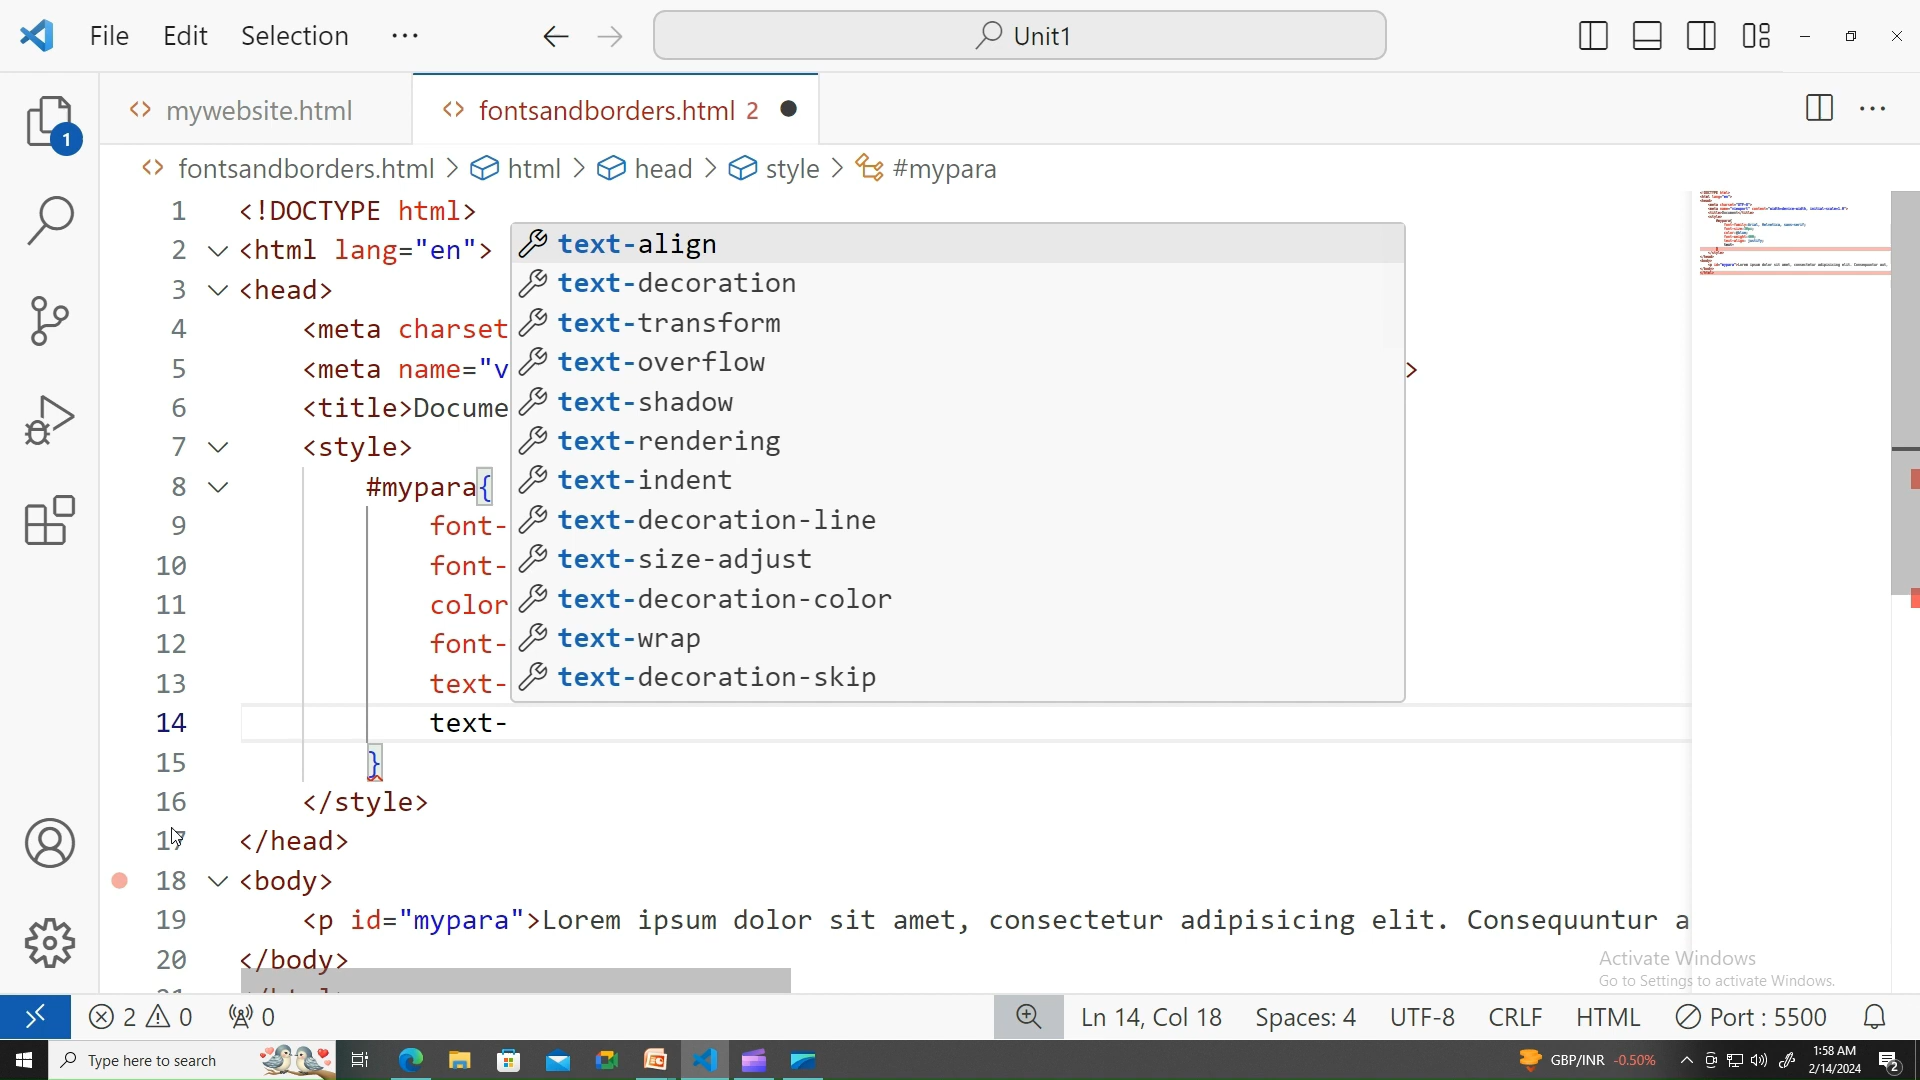 File Edit Selection ··· Unit1
mywebsite.html fontsandborders.html 2
fontsandborders.html > html > head > style > #mypara
1
1 <!DOCTYPE html>
2 <html lang="en">
3 <head>
4 <meta charset
5 <meta name="v >
6 <title>Docume
7 <style>
8 #mypara{
9 font-
10 font-
11 color
12 font-
13 text-
14 text-
15 }
16 </style>
17 </head>
18 <body>
19 <p id="mypara">Lorem ipsum dolor sit amet, consectetur adipisicing elit. Consequuntur a
20 </body>
text-align
text-decoration
text-transform
text-overflow
text-shadow
text-rendering
text-indent
text-decoration-line
text-size-adjust
text-decoration-color
text-wrap
text-decoration-skip
Activate Windows
Go to Settings to activate Windows.
2 0 0 Ln 14, Col 18 Spaces: 4 UTF-8 CRLF HTML Port : 5500
Type here to search GBP/INR -0.50% 1:58 AM
2/14/2024 2